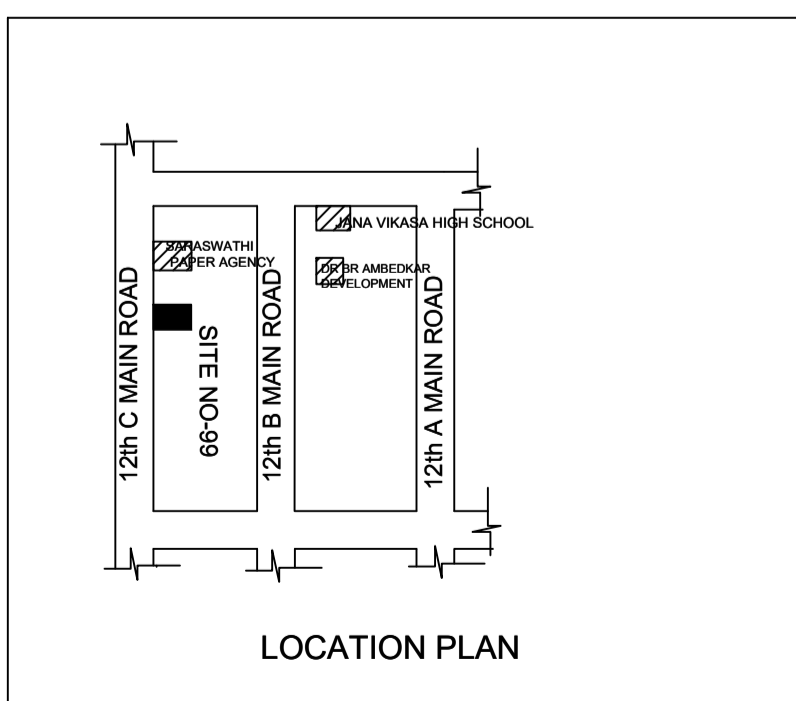 JANA VIKASA HIGH SCHOOL
SARASWATHI
PAPER AGENCY
DR BR AMBEDKAR
DEVELOPMENT
12th C MAIN ROAD
SITE NO-99
12th B MAIN ROAD
12th A MAIN ROAD
LOCATION PLAN